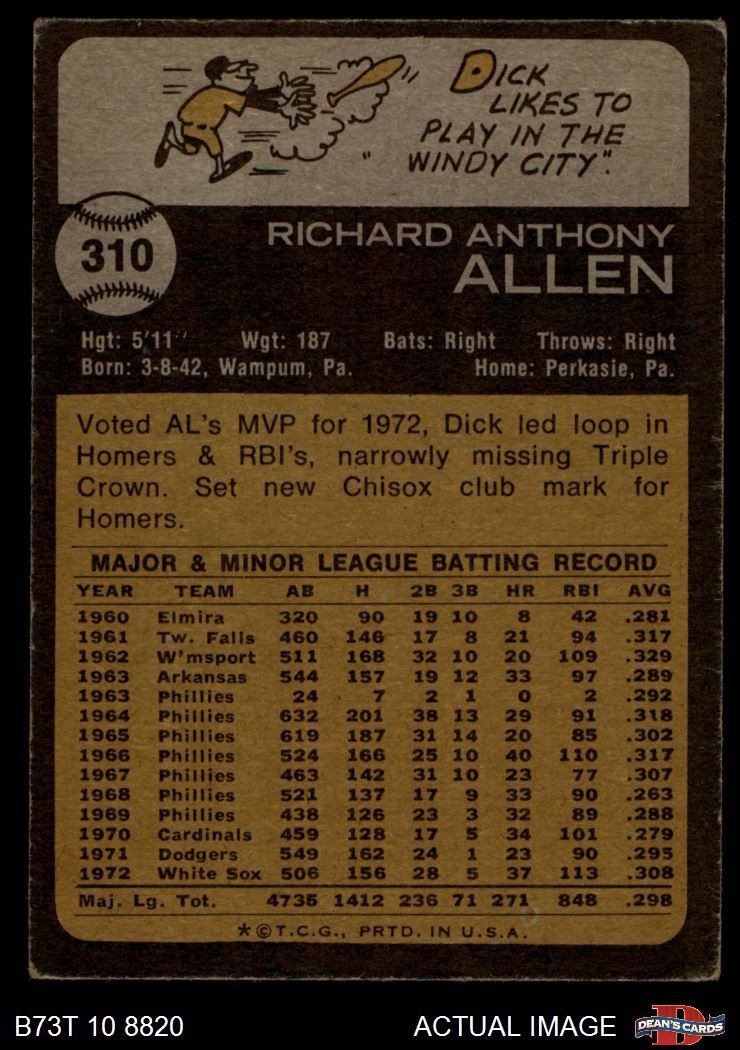 DICK
LIKES TO
PLAY IN THE
"WINDY CITY".
310
RICHARD ANTHONY
ALLEN
Hgt: 5'11" Wgt: 187 Bats: Right Throws: Right
Born: 3-8-42, Wampum, Pa. Home: Perkasie, Pa.
Voted AL's MVP for 1972, Dick led loop in
Homers & RBI's, narrowly missing Triple
Crown. Set new Chisox club mark for
Homers.
MAJOR & MINOR LEAGUE BATTING RECORD
YEAR TEAM AB H 2B 3B HR RBI AVG
1960 Elmira 320 90 19 10 8 42 .281
1961 Tw. Falls 460 146 17 8 21 94 .317
1962 W'msport 511 168 32 10 20 109 .329
1963 Arkansas 544 157 19 12 33 97 .289
1963 Phillies 24 7 2 1 0 2 .292
1964 Phillies 632 201 38 13 29 91 .318
1965 Phillies 619 187 31 14 20 85 .302
1966 Phillies 524 166 25 10 40 110 .317
1967 Phillies 463 142 31 10 23 77 .307
1968 Phillies 521 137 17 9 33 90 .263
1969 Phillies 438 126 23 3 32 89 .288
1970 Cardinals 459 128 17 5 34 101 .279
1971 Dodgers 549 162 24 1 23 90 .295
1972 White Sox 506 156 28 5 37 113 .308
Maj. Lg. Tot. 4735 1412 236 71 271 848 .298
*©T.C.G., PRTD. IN U.S.A.
B73T 10 8820 ACTUAL IMAGE D DEAN'S CARDS